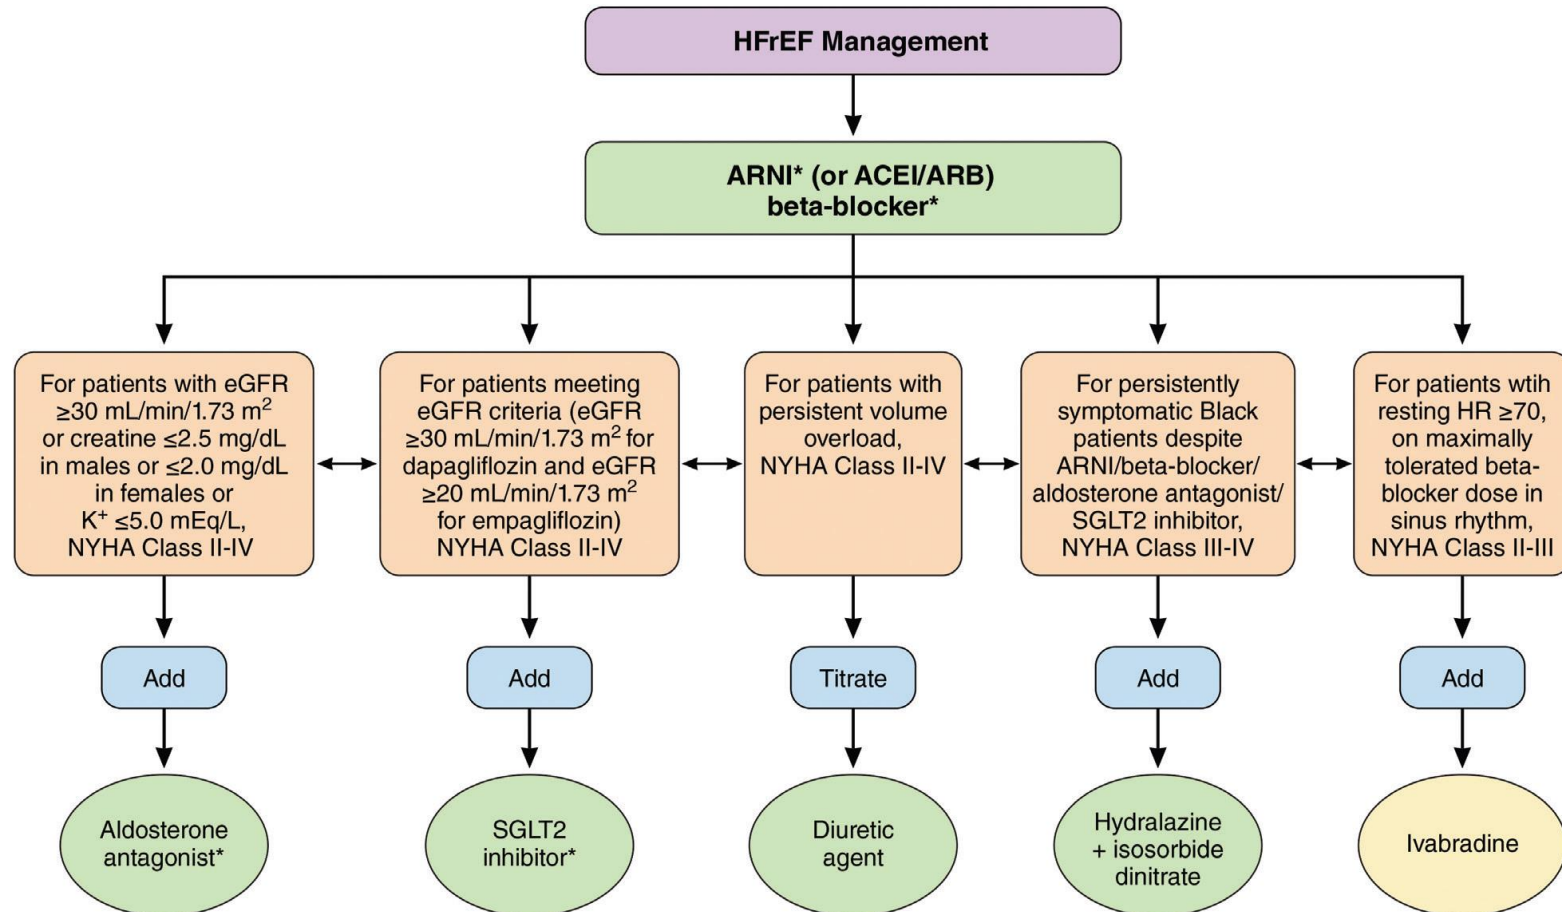 HFrEF Management
ARNI* (or ACEI/ARB)
beta-blocker*
For patients with eGFR
≥30 mL/min/1.73 m²
or creatine ≤2.5 mg/dL
in males or ≤2.0 mg/dL
in females or
K⁺ ≤5.0 mEq/L,
NYHA Class II-IV
For patients meeting
eGFR criteria (eGFR
≥30 mL/min/1.73 m² for
dapagliflozin and eGFR
≥20 mL/min/1.73 m²
for empagliflozin)
NYHA Class II-IV
For patients with
persistent volume
overload,
NYHA Class II-IV
For persistently
symptomatic Black
patients despite
ARNI/beta-blocker/
aldosterone antagonist/
SGLT2 inhibitor,
NYHA Class III-IV
For patients wtih
resting HR ≥70,
on maximally
tolerated beta-
blocker dose in
sinus rhythm,
NYHA Class II-III
Add
Add
Titrate
Add
Add
Aldosterone
antagonist*
SGLT2
inhibitor*
Diuretic
agent
Hydralazine
+ isosorbide
dinitrate
Ivabradine